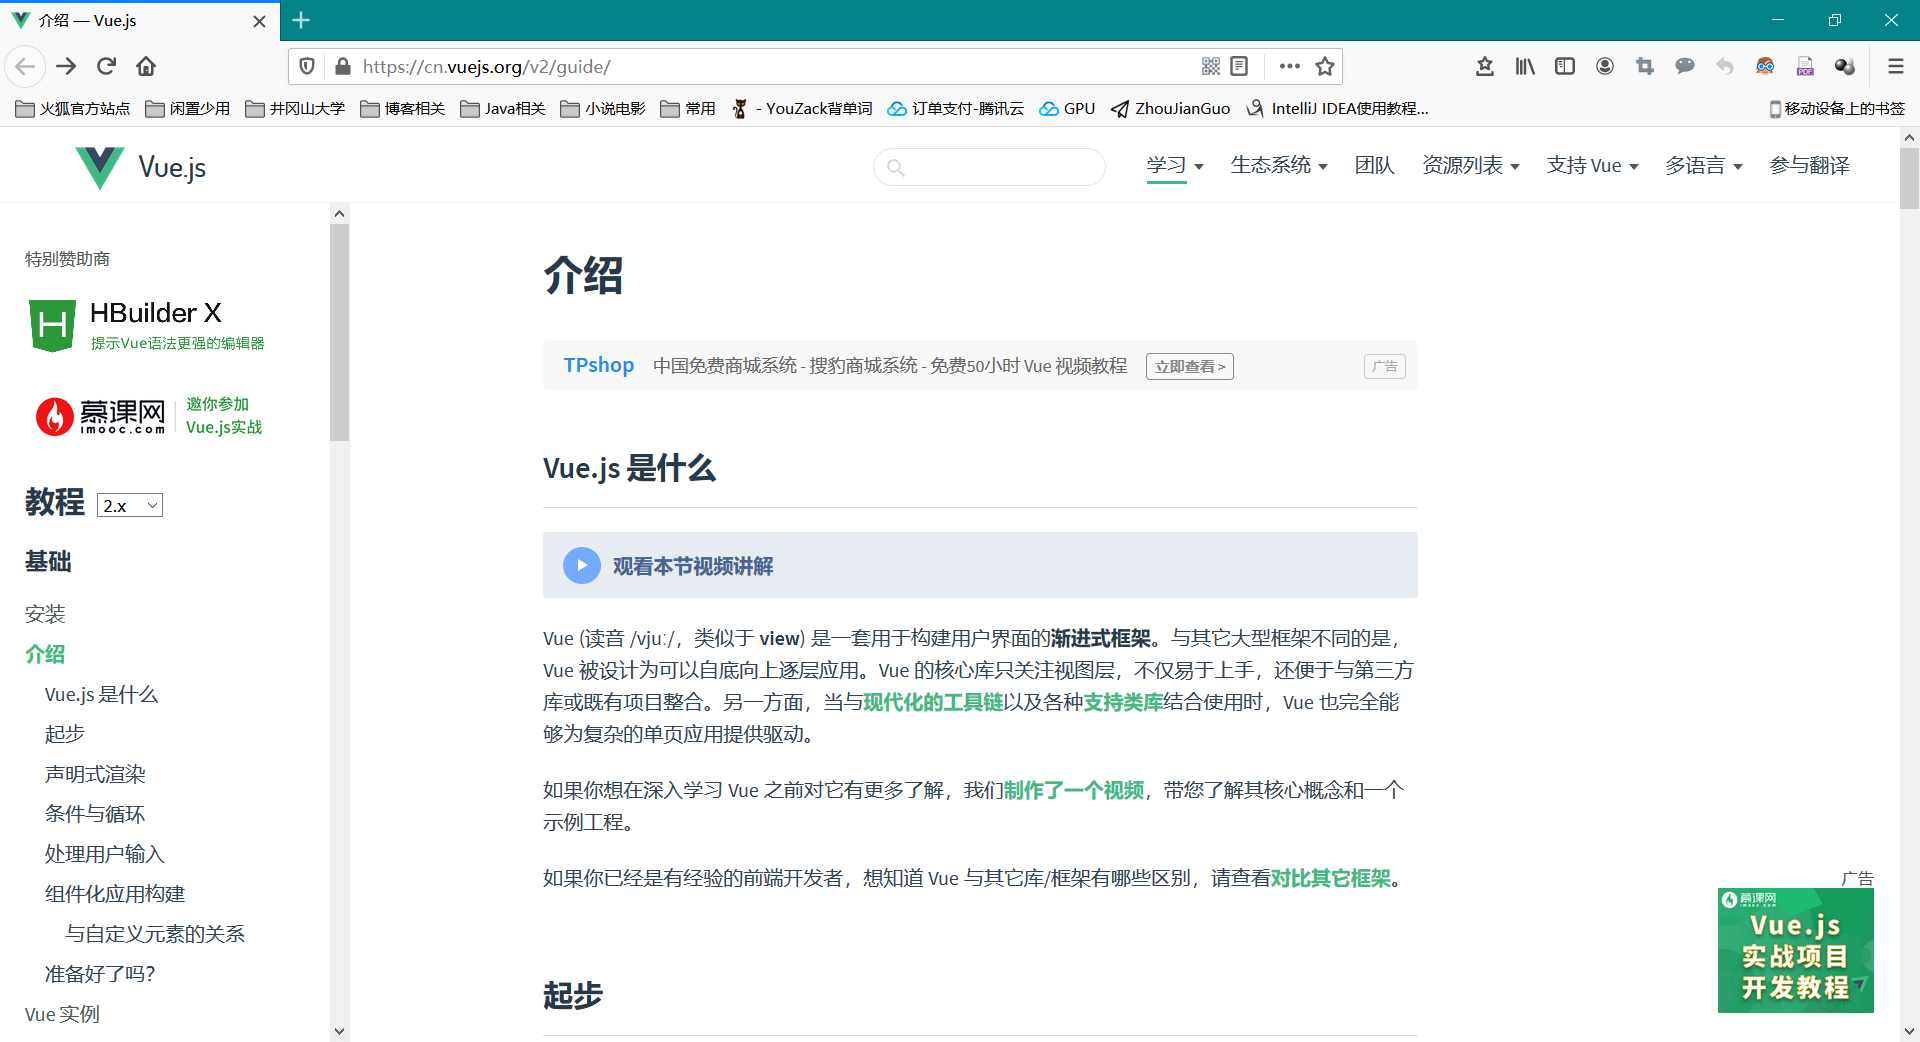 介绍 — Vue.js
https://cn.vuejs.org/v2/guide/
火狐官方站点 闲置少用 井冈山大学 博客相关 Java相关 小说电影 常用 - YouZack背单词 订单支付-腾讯云 GPU ZhouJianGuo IntelliJ IDEA使用教程... 移动设备上的书签
Vue.js
学习 生态系统 团队 资源列表 支持 Vue 多语言 参与翻译
特别赞助商
H HBuilder X
提示Vue语法更强的编辑器
慕课网
imooc.com
邀你参加
Vue.js实战
教程 2.x
基础
安装
介绍
Vue.js 是什么
起步
声明式渲染
条件与循环
处理用户输入
组件化应用构建
与自定义元素的关系
准备好了吗？
Vue 实例
介绍
TPshop 中国免费商城系统 - 搜豹商城系统 - 免费50小时 Vue 视频教程 立即查看 > 广告
Vue.js 是什么
观看本节视频讲解
Vue (读音 /vjuː/，类似于 view) 是一套用于构建用户界面的渐进式框架。与其它大型框架不同的是，
Vue 被设计为可以自底向上逐层应用。Vue 的核心库只关注视图层，不仅易于上手，还便于与第三方
库或既有项目整合。另一方面，当与现代化的工具链以及各种支持类库结合使用时，Vue 也完全能
够为复杂的单页应用提供驱动。
如果你想在深入学习 Vue 之前对它有更多了解，我们制作了一个视频，带您了解其核心概念和一个
示例工程。
如果你已经是有经验的前端开发者，想知道 Vue 与其它库/框架有哪些区别，请查看对比其它框架。
起步
广告
慕课网
imooc.com
Vue.js
实战项目
开发教程